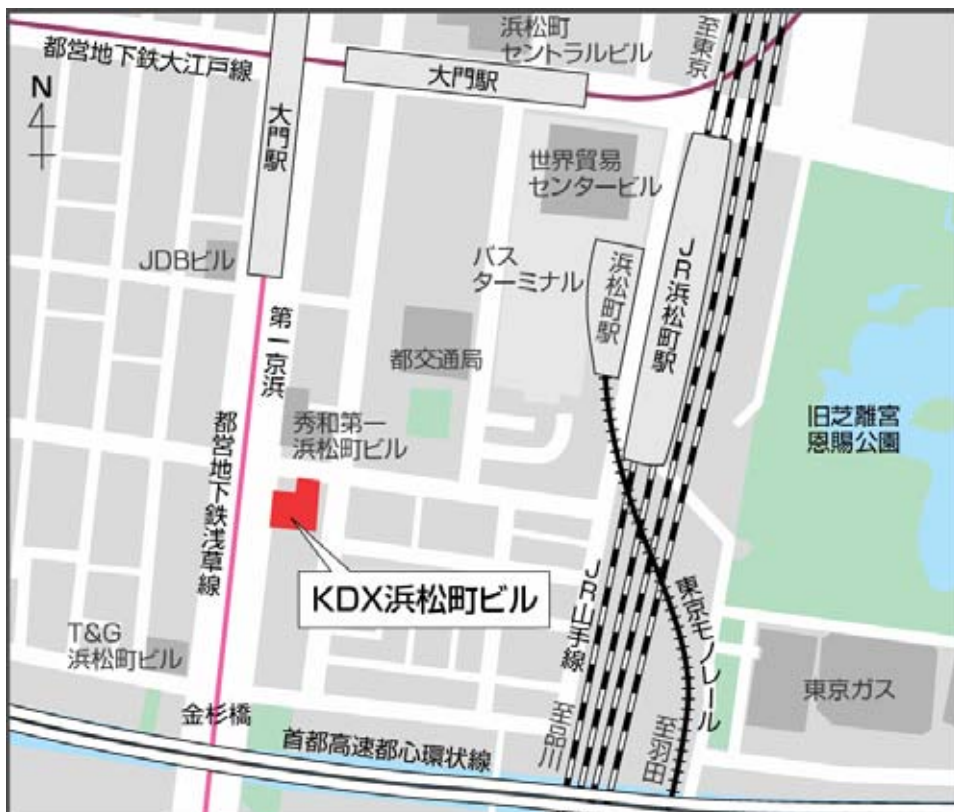 浜松町
セントラルビル
至東京
都営地下鉄大江戸線
大門駅
N
大門駅
世界貿易
センタービル
JDBビル
バス
ターミナル
浜松町駅
JR浜松町駅
第一京浜
都交通局
旧芝離宮
恩賜公園
秀和第一
浜松町ビル
都営地下鉄浅草線
KDX浜松町ビル
JR山手線
東京モノレール
T&G
浜松町ビル
東京ガス
金杉橋
首都高速都心環状線
至品川
至羽田